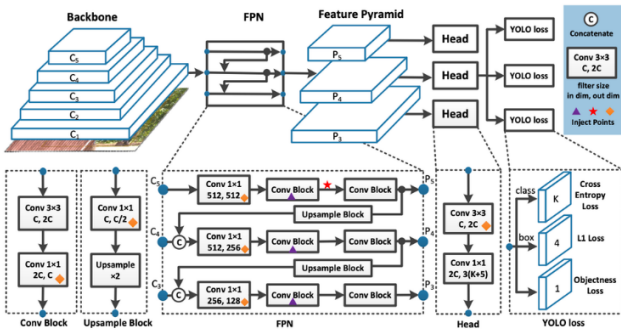 Backbone
FPN
Feature Pyramid
C5
C4
C3
C2
C1
P5
P4
P3
Head
Head
Head
YOLO loss
YOLO loss
YOLO loss
C
Concatenate
Conv 3×3
C, 2C
filter size
in dim, out dim
Inject Points
Conv 3×3
C, 2C
Conv 1×1
2C, C
Conv Block
Conv 1×1
C, C/2
Upsample
×2
Upsample Block
C5
Conv 1×1
512, 512
Conv Block
Conv Block
P5
Upsample Block
C4
C
Conv 1×1
512, 256
Conv Block
Conv Block
P4
Upsample Block
C3
C
Conv 1×1
256, 128
Conv Block
Conv Block
P3
FPN
Conv 3×3
C, 2C
Conv 1×1
2C, 3(K+5)
Head
class
K
Cross
Entropy
Loss
box
4
L1 Loss
1
Objectness
Loss
YOLO loss